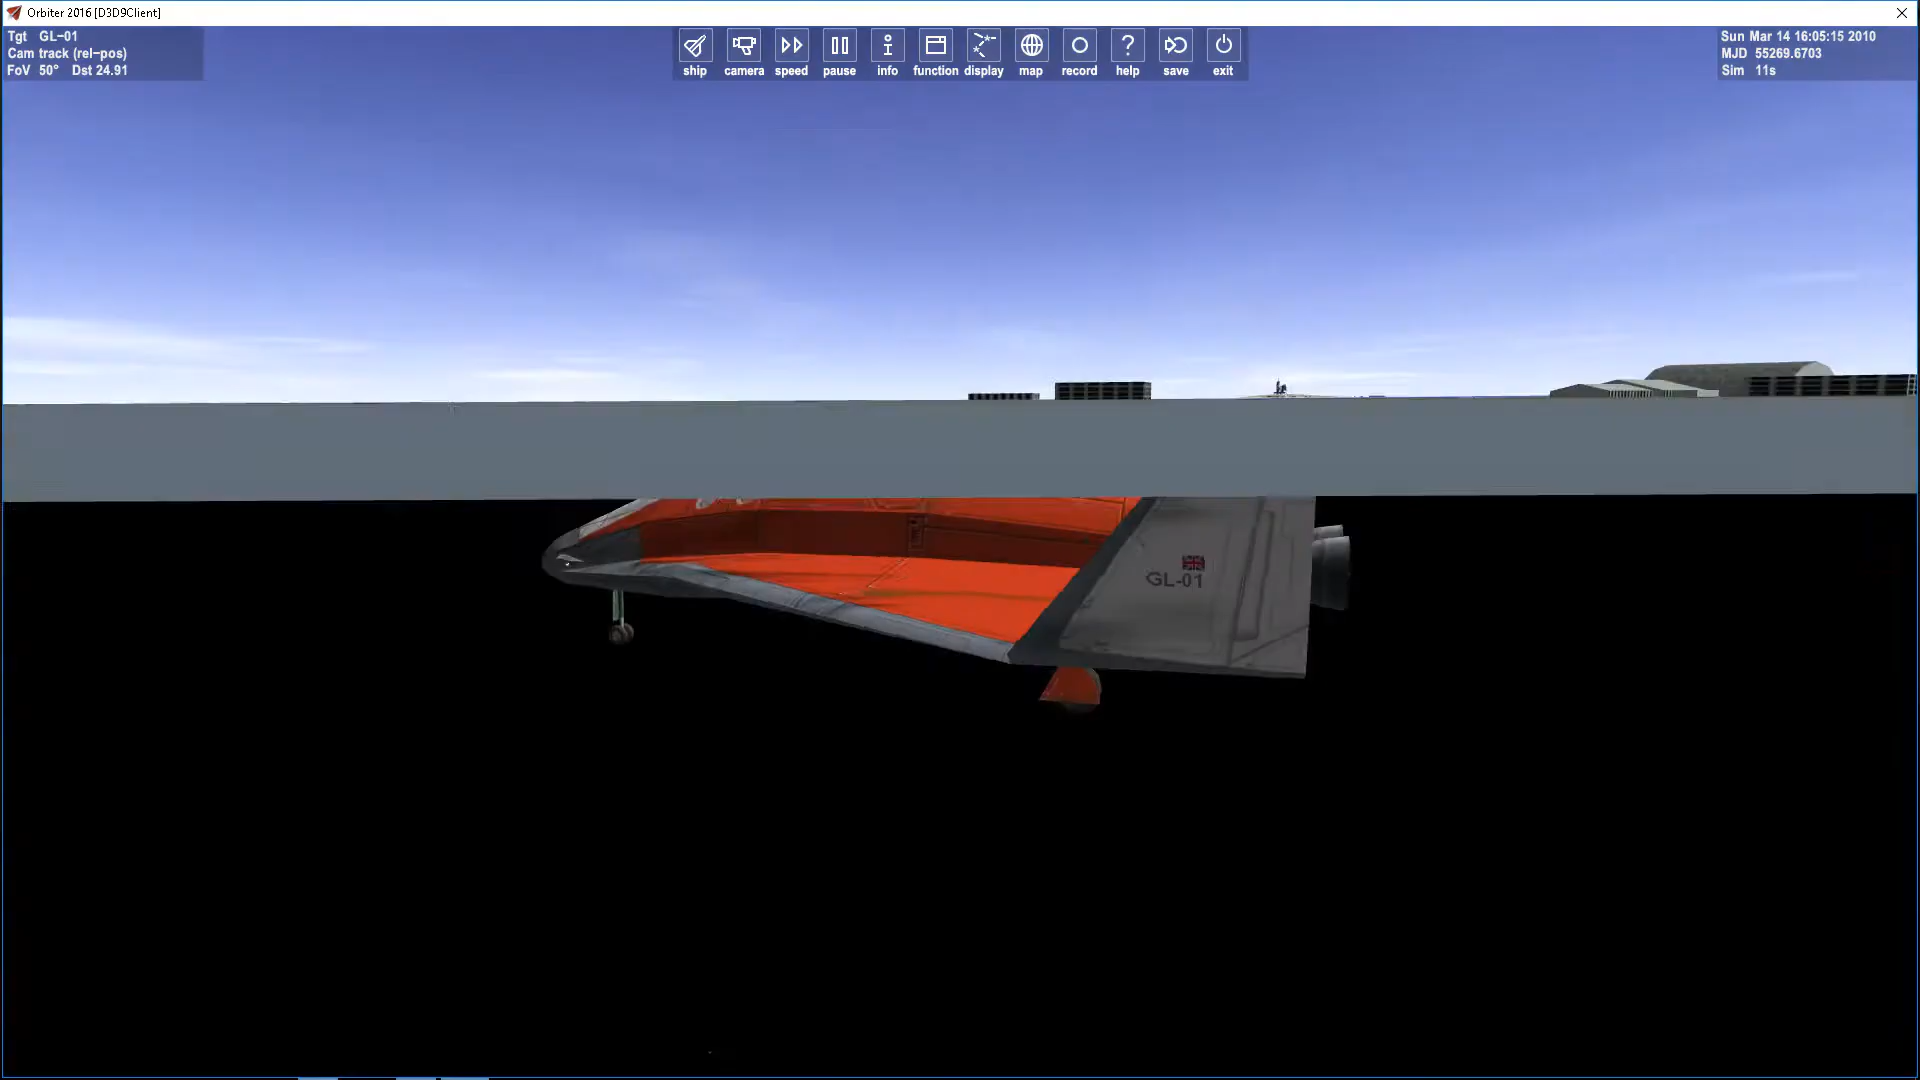 Orbiter 2016 [D3D9Client]
Tgt GL-01
Cam track (rel-pos)
FoV 50° Dst 24.91
ship camera speed pause info function display map record help save exit
Sun Mar 14 16:05:15 2010
MJD 55269.6703
Sim 11s
GL-01